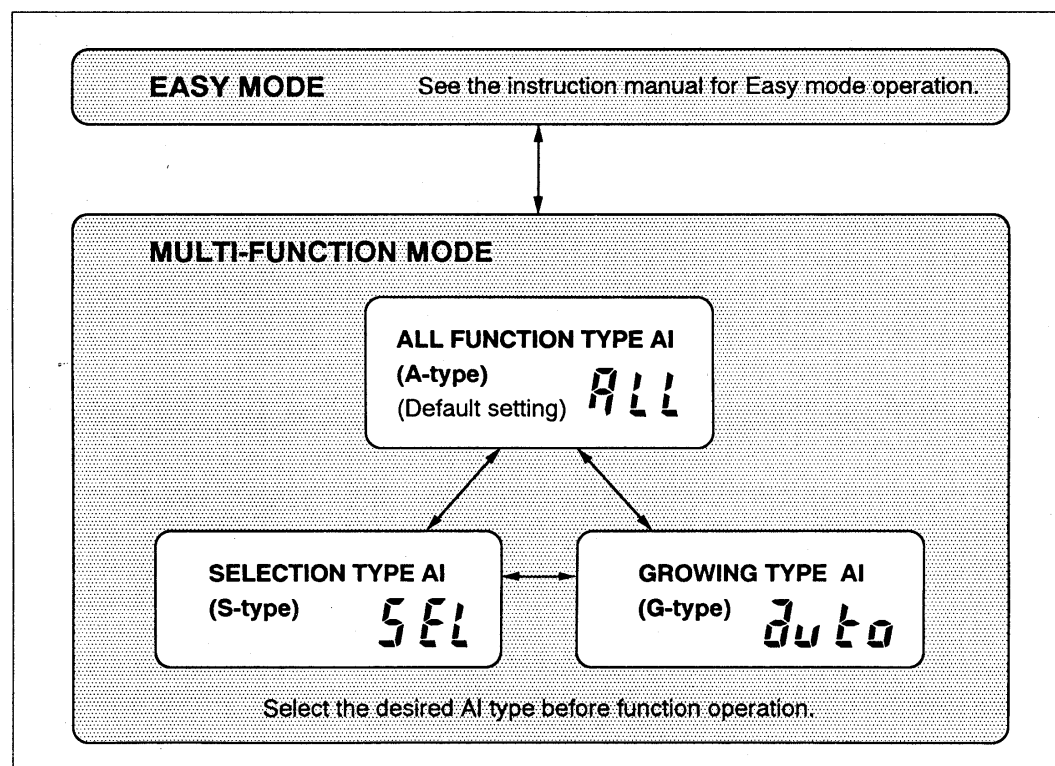 EASY MODE See the instruction manual for Easy mode operation.
MULTI-FUNCTION MODE
ALL FUNCTION TYPE AI
(A-type)
(Default setting) ALL
SELECTION TYPE AI
(S-type) SEL
GROWING TYPE AI
(G-type) auto
Select the desired AI type before function operation.